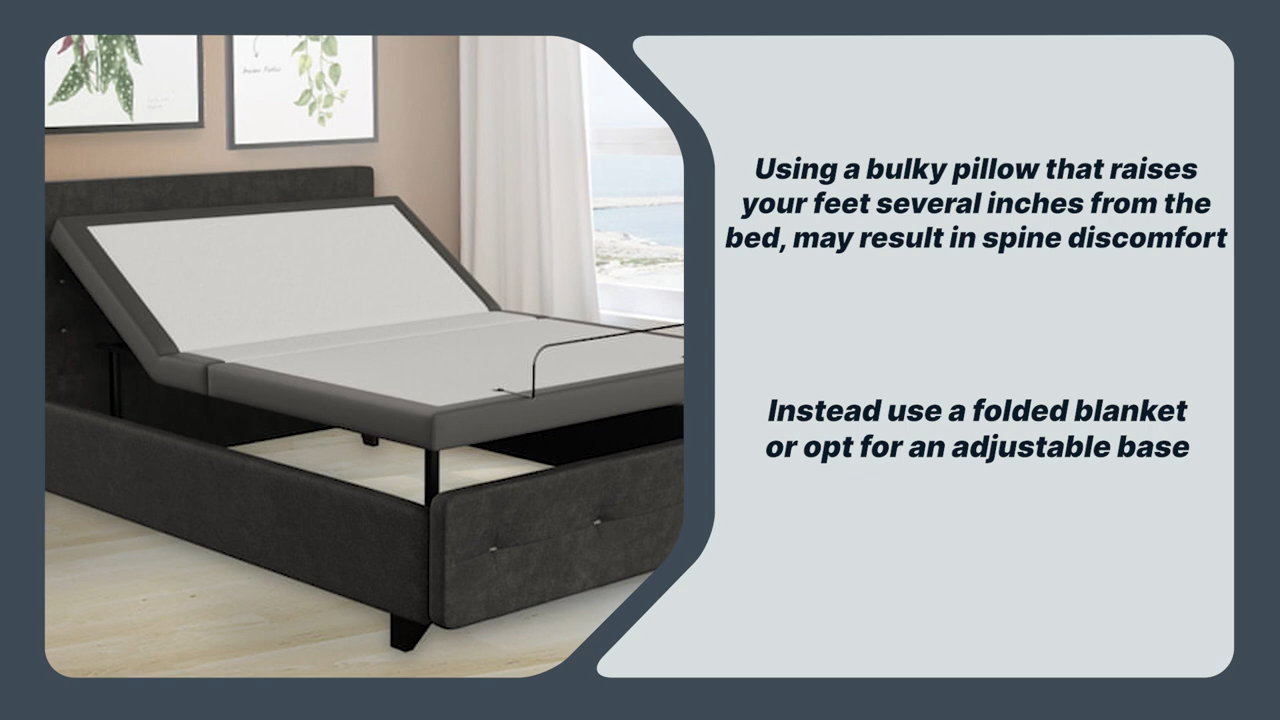 Using a bulky pillow that raises
your feet several inches from the
bed, may result in spine discomfort
Instead use a folded blanket
or opt for an adjustable base